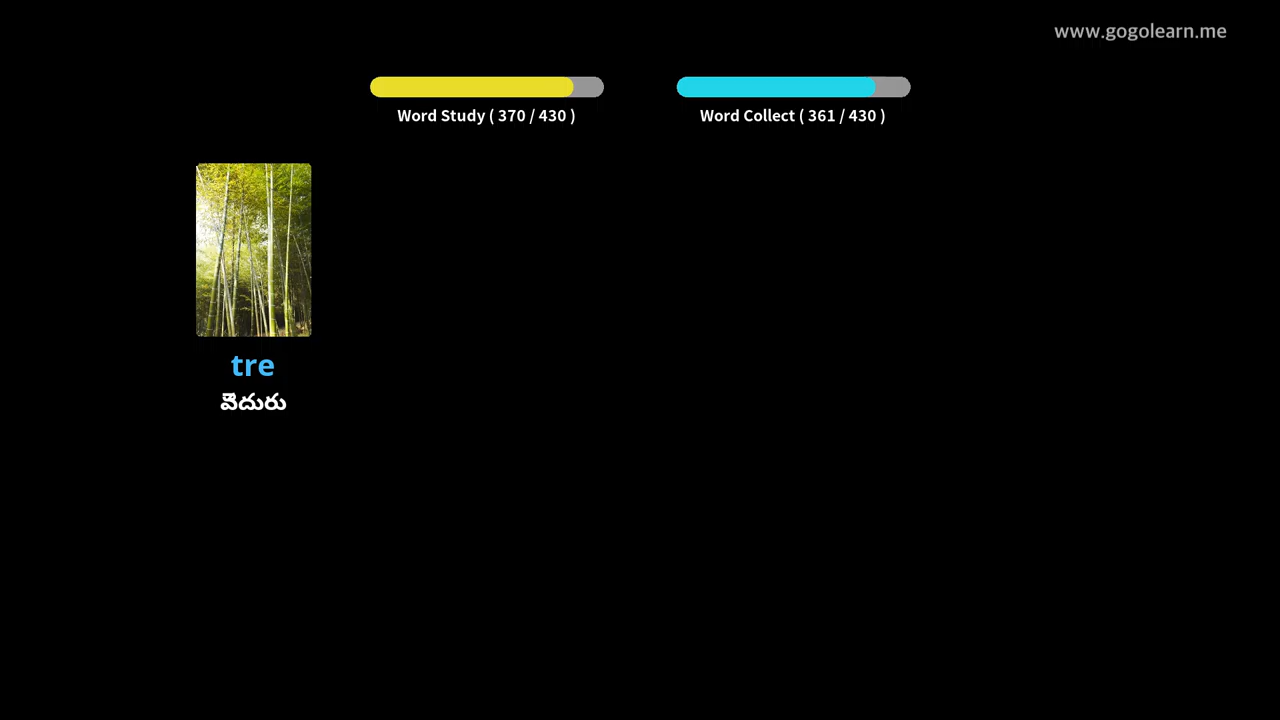 www.gogolearn.me
Word Study ( 370 / 430 )
Word Collect ( 361 / 430 )
tre
వెదురు